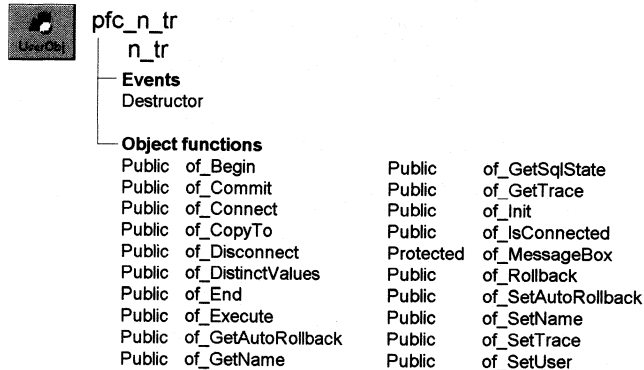 UserObj
pfc_n_tr
n_tr
Events
Destructor
Object functions
Public of_Begin
Public of_Commit
Public of_Connect
Public of_CopyTo
Public of_Disconnect
Public of_DistinctValues
Public of_End
Public of_Execute
Public of_GetAutoRollback
Public of_GetName
Public of_GetSqlState
Public of_GetTrace
Public of_Init
Public of_IsConnected
Protected of_MessageBox
Public of_Rollback
Public of_SetAutoRollback
Public of_SetName
Public of_SetTrace
Public of_SetUser